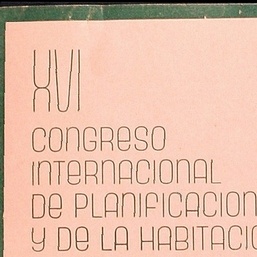 XVI
CONGRESO
INTERNACIONAL
DE PLANIFICACION
Y DE LA HABITACIO